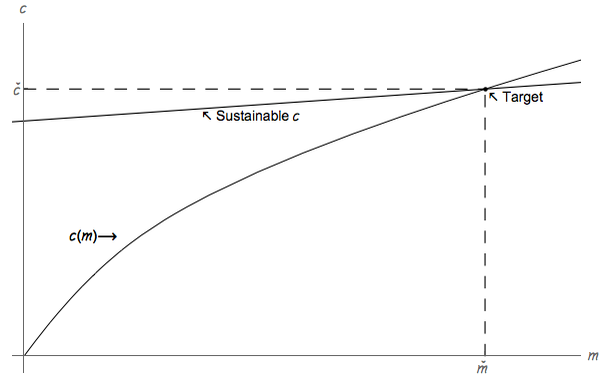 c
č
Target
Sustainable c
c(m)→
m
m̌